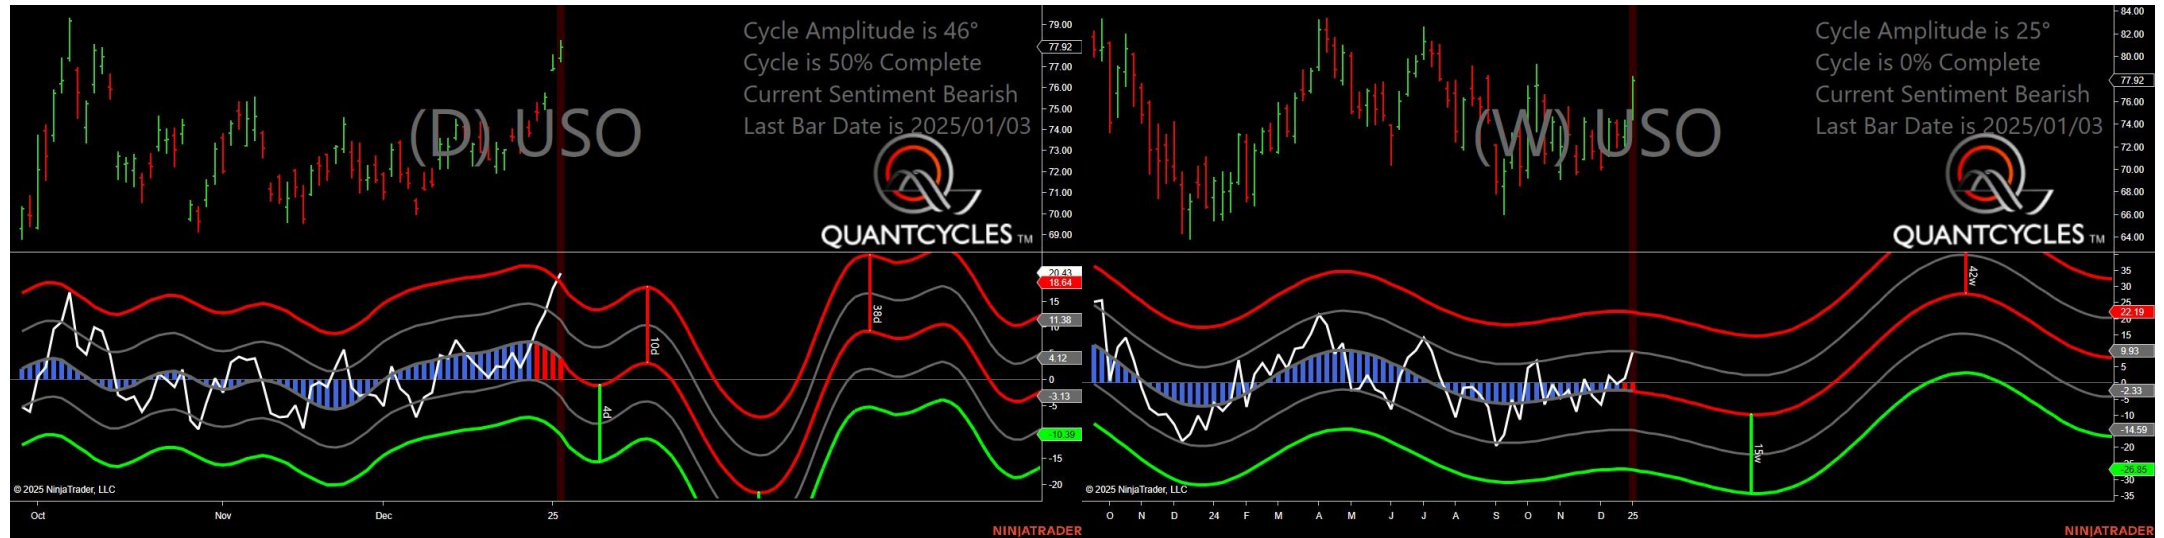 Cycle Amplitude is 46°
Cycle is 50% Complete
Current Sentiment Bearish
Last Bar Date is 2025/01/03
(D) USO
QUANTCYCLES TM
79.00
77.92
77.00
76.00
75.00
74.00
73.00
72.00
71.00
70.00
69.00
20.43
18.64
15
11.38
10
5
4.12
0
-3.13
-5
-10.39
-15
-20
4d
10d
38d
© 2025 NinjaTrader, LLC
Oct Nov Dec 25
NINJATRADER
Cycle Amplitude is 25°
Cycle is 0% Complete
Current Sentiment Bearish
Last Bar Date is 2025/01/03
(W) USO
QUANTCYCLES TM
84.00
82.00
80.00
77.92
76.00
74.00
72.00
70.00
68.00
66.00
64.00
35
30
25
22.19
20
15
9.93
5
0
-2.33
-5
-10
-14.59
-20
-26.85
-30
-35
15w
42w
© 2025 NinjaTrader, LLC
O N D 24 F M A M J J A S O N D 25
NINJATRADER